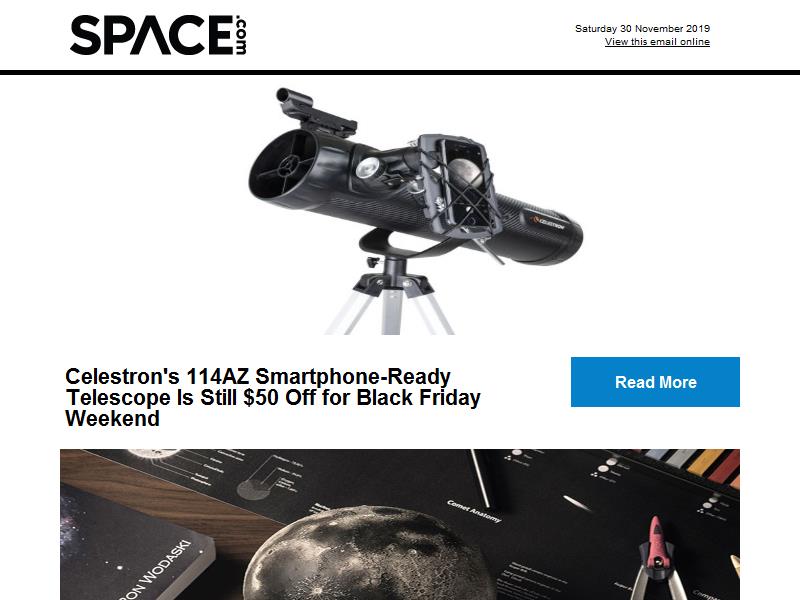 SPACE.com
Saturday 30 November 2019
View this email online
CELESTRON
Celestron's 114AZ Smartphone-Ready
Telescope Is Still $50 Off for Black Friday
Weekend
Read More
Comet Anatomy
RON WODASKI